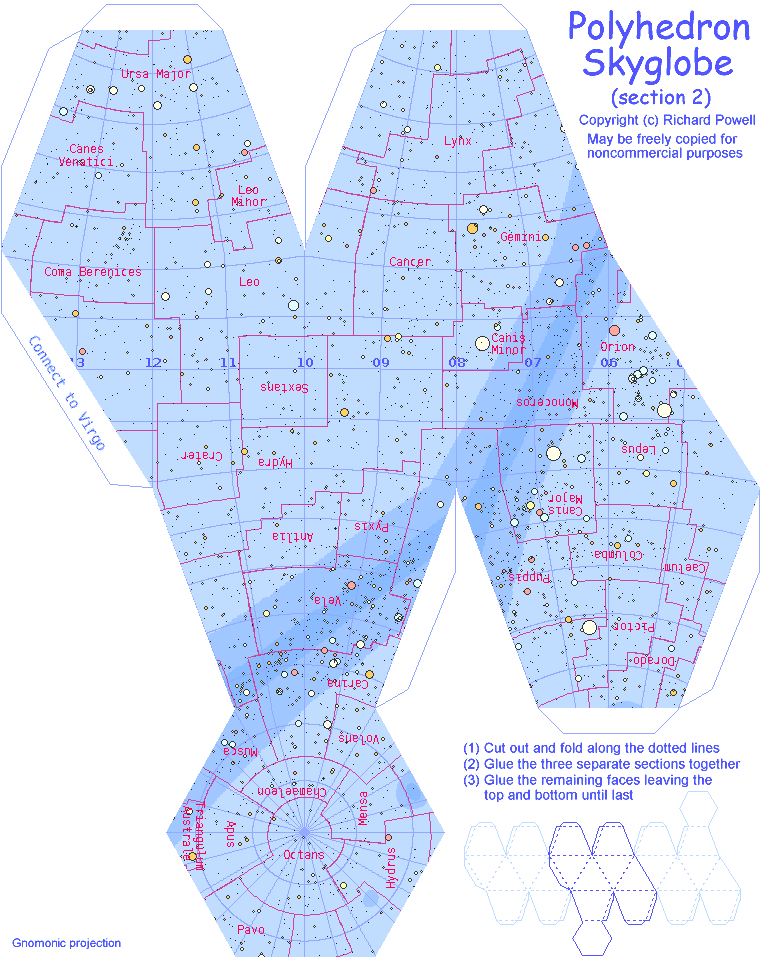 Polyhedron
Skyglobe
(section 2)
Copyright (c) Richard Powell
May be freely copied for
noncommercial purposes
Ursa Major
Canes
Venatici
Leo
Minor
Lynx
Coma Berenices
Leo
Cancer
Gemini
Canis
Minor
Orion
Connect to Virgo
13 12 11 10 09 08 07 06
Sextans
Monoceros
Crater
Hydra
Lepus
Canis
Major
Antlia
Pyxis
Columba
Caelum
Puppis
Vela
Pictor
Dorado
Carina
Musca
Volans
Chamaeleon
Mensa
Apus
Triangulum
Australe
Octans
Hydrus
Pavo
(1) Cut out and fold along the dotted lines
(2) Glue the three separate sections together
(3) Glue the remaining faces leaving the
top and bottom until last
Gnomonic projection